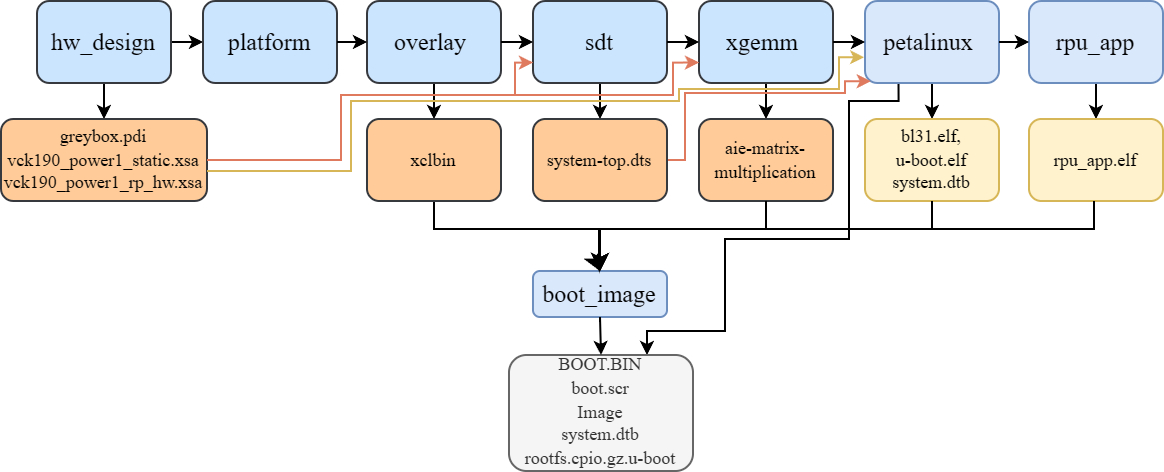 hw_design
platform
overlay
sdt
xgemm
petalinux
rpu_app
greybox.pdi
vck190_power1_static.xsa
vck190_power1_rp_hw.xsa
xclbin
system-top.dts
aie-matrix-
multiplication
bl31.elf,
u-boot.elf
system.dtb
rpu_app.elf
boot_image
BOOT.BIN
boot.scr
Image
system.dtb
rootfs.cpio.gz.u-boot